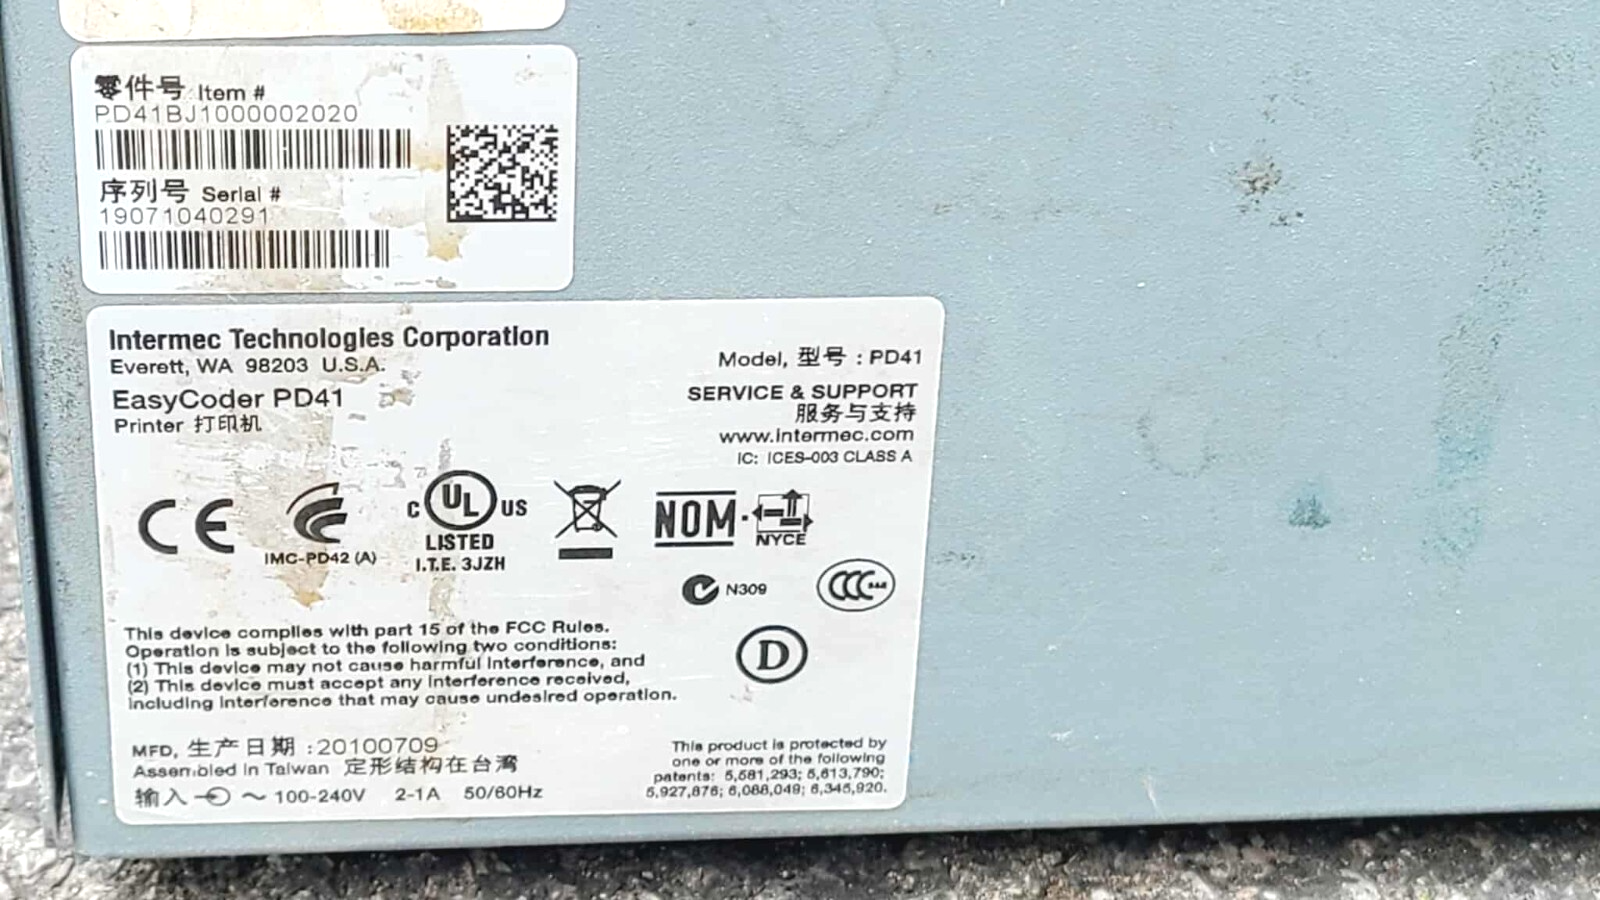 零件号 Item #
PD41BJ1000002020
序列号 Serial #
19071040291
Intermec Technologies Corporation
Everett, WA 98203 U.S.A.
EasyCoder PD41
Printer 打印机
Model, 型号 : PD41
SERVICE & SUPPORT
服务与支持
www.intermec.com
IC: ICES-003 CLASS A
CE
IMC-PD42 (A)
C UL US
LISTED
I.T.E. 3JZH
NOM
NYCE
N309
CCC S&E
D
This device complies with part 15 of the FCC Rules.
Operation is subject to the following two conditions:
(1) This device may not cause harmful interference, and
(2) This device must accept any interference received,
including interference that may cause undesired operation.
MFD, 生产日期 :20100709
Assembled in Taiwan 定形结构在台湾
输入 ~ 100-240V 2-1A 50/60Hz
This product is protected by
one or more of the following
patents: 5,581,293; 5,613,790;
5,927,876; 6,088,049; 6,345,920.